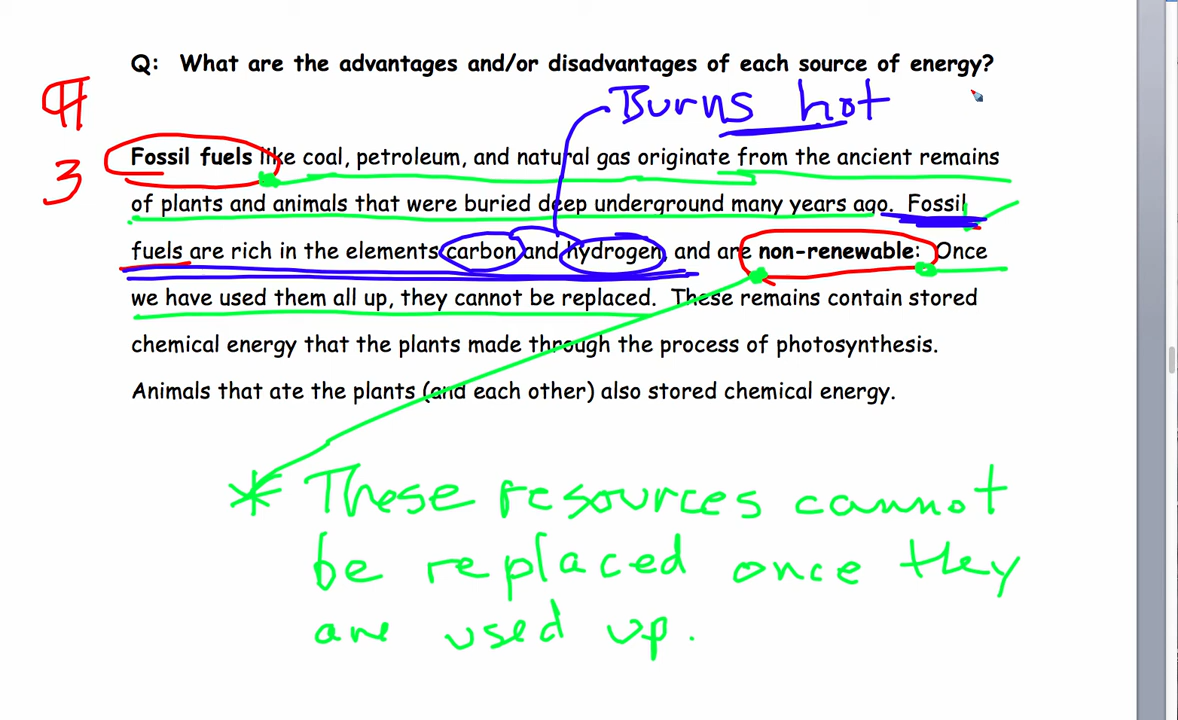 Q: What are the advantages and/or disadvantages of each source of energy?
¶
Burns hot
3
Fossil fuels like coal, petroleum, and natural gas originate from the ancient remains
of plants and animals that were buried deep underground many years ago. Fossil
fuels are rich in the elements carbon and hydrogen, and are non-renewable: Once
we have used them all up, they cannot be replaced. These remains contain stored
chemical energy that the plants made through the process of photosynthesis.
Animals that ate the plants (and each other) also stored chemical energy.
* These resources cannot
be replaced once they
are used up.